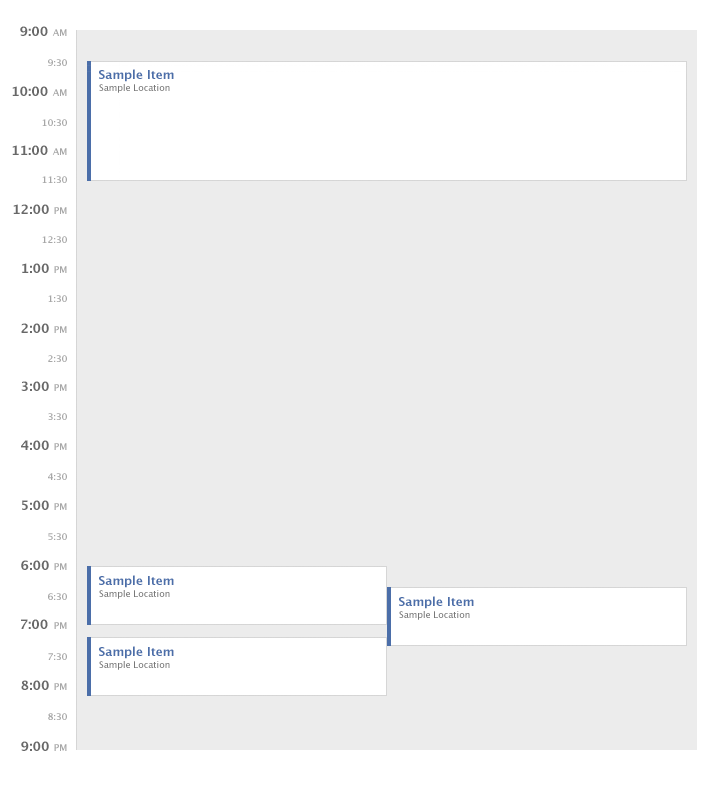 9:00 AM
9:30
Sample Item
Sample Location
10:00 AM
10:30
11:00 AM
11:30
12:00 PM
12:30
1:00 PM
1:30
2:00 PM
2:30
3:00 PM
3:30
4:00 PM
4:30
5:00 PM
5:30
6:00 PM
Sample Item
Sample Location
6:30
Sample Item
Sample Location
7:00 PM
Sample Item
Sample Location
7:30
8:00 PM
8:30
9:00 PM